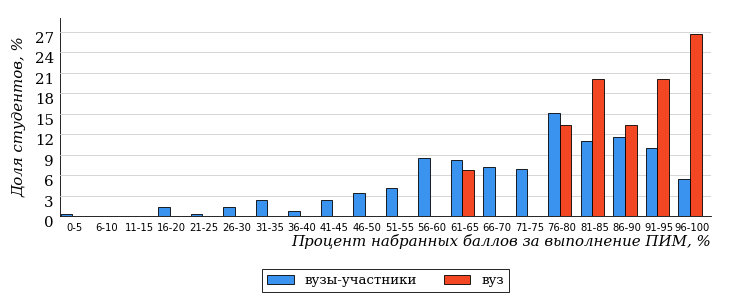 Доля студентов, %
27
24
21
18
15
12
9
6
3
0
0-5 6-10 11-15 16-20 21-25 26-30 31-35 36-40 41-45 46-50 51-55 56-60 61-65 66-70 71-75 76-80 81-85 86-90 91-95 96-100
Процент набранных баллов за выполнение ПИМ, %
вузы-участники вуз